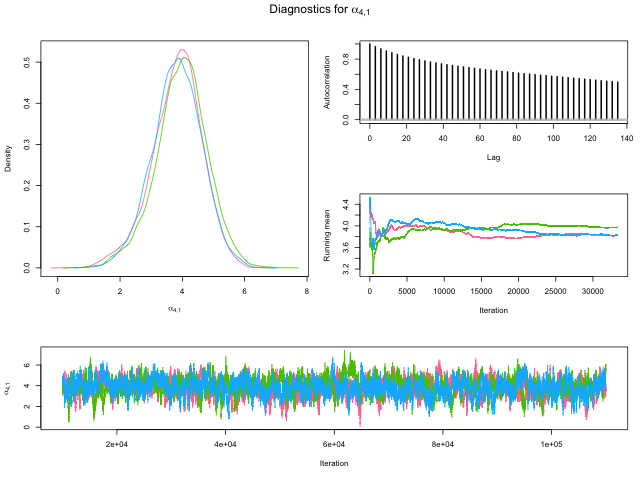 Diagnostics for α4,1
Density
0.0 0.1 0.2 0.3 0.4 0.5
0 2 4 6 8
α4,1
Autocorrelation
0.0 0.4 0.8
0 20 40 60 80 100 120 140
Lag
Running mean
3.2 3.6 4.0 4.4
0 5000 10000 15000 20000 25000 30000
Iteration
α4,1
0 2 4 6
2e+04 4e+04 6e+04 8e+04 1e+05
Iteration